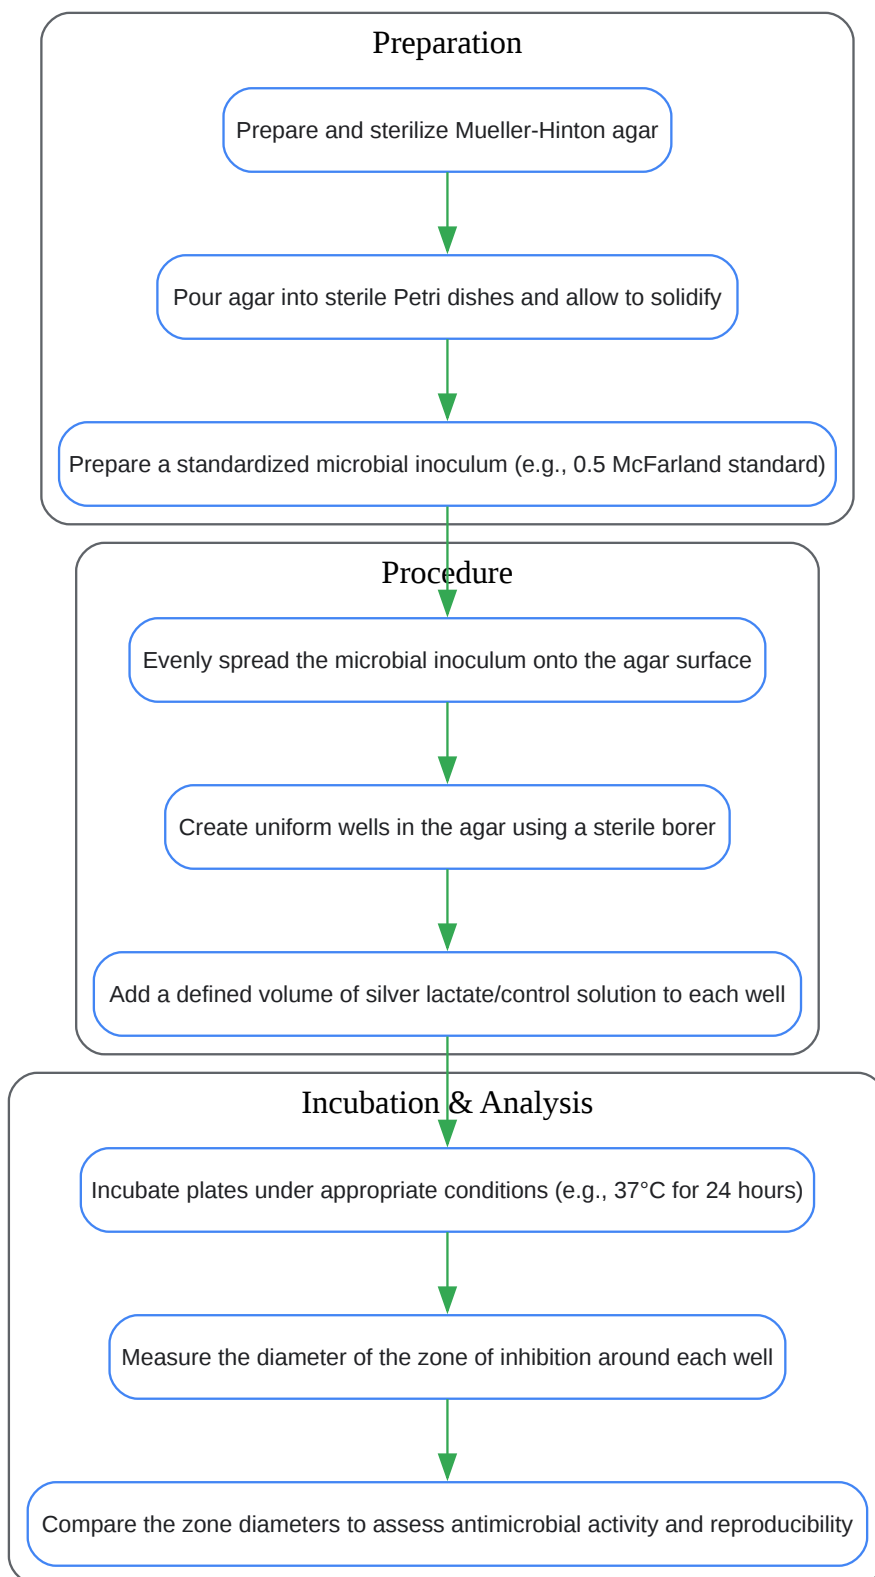 Preparation
Prepare and sterilize Mueller-Hinton agar
Pour agar into sterile Petri dishes and allow to solidify
Prepare a standardized microbial inoculum (e.g., 0.5 McFarland standard)
Procedure
Evenly spread the microbial inoculum onto the agar surface
Create uniform wells in the agar using a sterile borer
Add a defined volume of silver lactate/control solution to each well
Incubation & Analysis
Incubate plates under appropriate conditions (e.g., 37°C for 24 hours)
Measure the diameter of the zone of inhibition around each well
Compare the zone diameters to assess antimicrobial activity and reproducibility